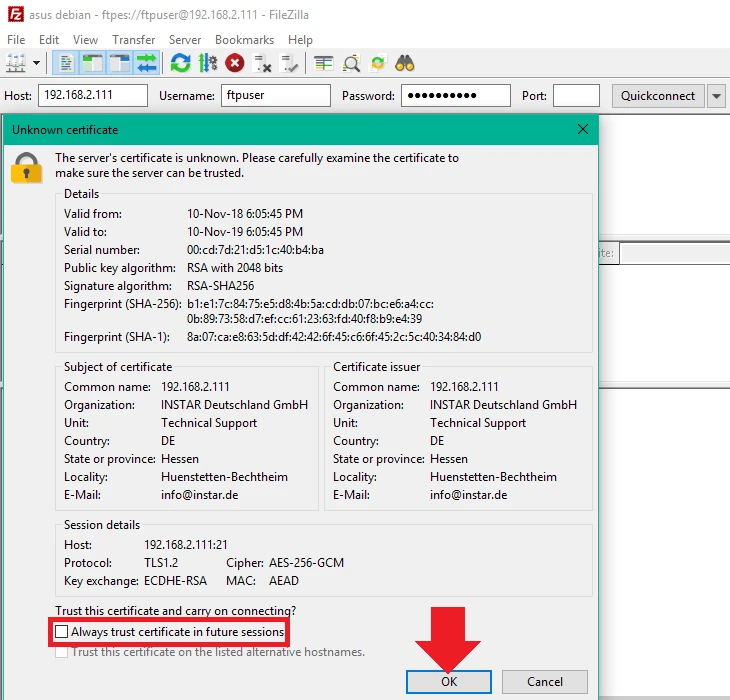 asus debian - ftpes://ftpuser@192.168.2.111 - FileZilla
File Edit View Transfer Server Bookmarks Help
Host: 192.168.2.111 Username: ftpuser Password: ●●●●●●●●●● Port: Quickconnect
Unknown certificate
The server's certificate is unknown. Please carefully examine the certificate to
make sure the server can be trusted.
Details
Valid from: 10-Nov-18 6:05:45 PM
Valid to: 10-Nov-19 6:05:45 PM
Serial number: 00:cd:7d:21:d5:1c:40:b4:ba
Public key algorithm: RSA with 2048 bits
Signature algorithm: RSA-SHA256
Fingerprint (SHA-256): b1:e1:7c:84:75:e5:d8:4b:5a:cd:db:07:bc:e6:a4:cc:
0b:89:73:58:d7:ef:cc:61:23:63:fd:40:f8:b9:e4:39
Fingerprint (SHA-1): 8a:07:ca:e8:63:5d:df:42:42:6f:45:c6:6f:45:2c:5c:40:34:84:d0
ite:
Subject of certificate
Common name: 192.168.2.111
Organization: INSTAR Deutschland GmbH
Unit: Technical Support
Country: DE
State or province: Hessen
Locality: Huenstetten-Bechtheim
E-Mail: info@instar.de
Certificate issuer
Common name: 192.168.2.111
Organization: INSTAR Deutschland GmbH
Unit: Technical Support
Country: DE
State or province: Hessen
Locality: Huenstetten-Bechtheim
E-Mail: info@instar.de
Session details
Host: 192.168.2.111:21
Protocol: TLS1.2 Cipher: AES-256-GCM
Key exchange: ECDHE-RSA MAC: AEAD
Trust this certificate and carry on connecting?
Always trust certificate in future sessions
Trust this certificate on the listed alternative hostnames.
OK Cancel